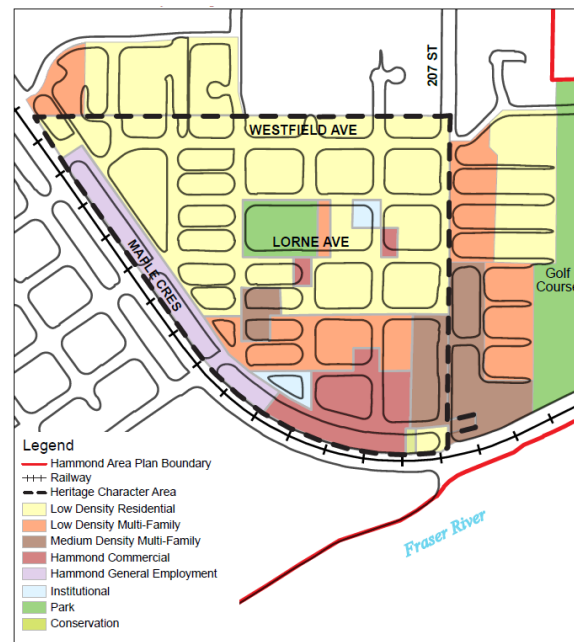 207 ST
WESTFIELD AVE
LORNE AVE
MAPLE CRES
Golf
Course
Legend
Hammond Area Plan Boundary
Railway
Heritage Character Area
Low Density Residential
Low Density Multi-Family
Medium Density Multi-Family
Hammond Commercial
Hammond General Employment
Institutional
Park
Conservation
Fraser River